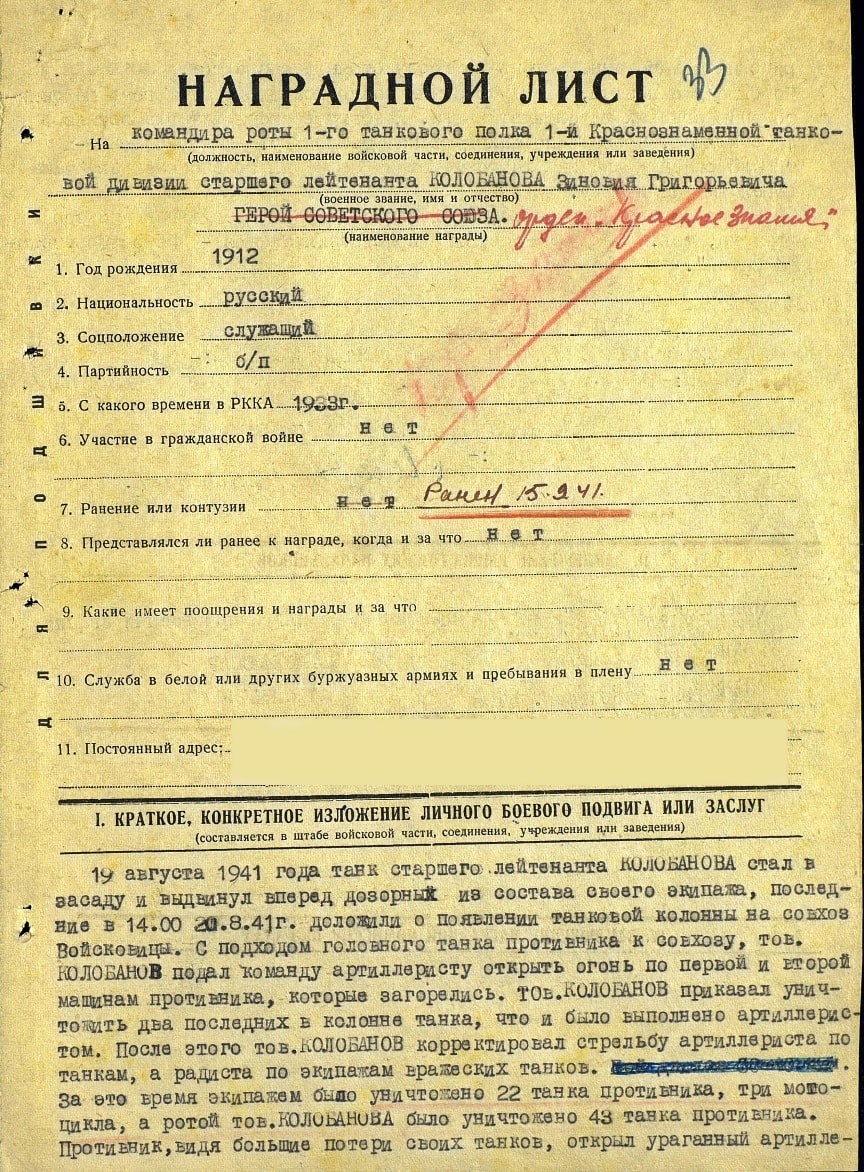 НАГРАДНОЙ ЛИСТ 33
На командира роты 1-го танкового полка 1-й Краснознаменной танко-
(должность, наименование войсковой части, соединения, учреждения или заведения)
вой дивизии старшего лейтенанта КОЛОБАНОВА Зиновия Григорьевича
(военное звание, имя и отчество)
ГЕРОЙ СОВЕТСКОГО СОЮЗА. орден "Красное Знамя"
(наименование награды)
1. Год рождения 1912
2. Национальность русский
3. Соцположение служащий
4. Партийность б/п
5. С какого времени в РККА 1933г.
6. Участие в гражданской войне нет
7. Ранение или контузии нет Ранен 15.9 41.
8. Представлялся ли ранее к награде, когда и за что нет
9. Какие имеет поощрения и награды и за что
10. Служба в белой или других буржуазных армиях и пребывания в плену нет
11. Постоянный адрес:
ДЛЯ ПОДШИВКИ
I. КРАТКОЕ, КОНКРЕТНОЕ ИЗЛОЖЕНИЕ ЛИЧНОГО БОЕВОГО ПОДВИГА ИЛИ ЗАСЛУГ
(составляется в штабе войсковой части, соединения, учреждения или заведения)
19 августа 1941 года танк старшего лейтенанта КОЛОБАНОВА стал в
засаду и выдвинул вперед дозорный из состава своего экипажа, послед-
ние в 14.00 20.8.41г. доложили о появлении танковой колонны на совхоз
Войсковицы. С подходом головного танка противника к совхозу, тов.
КОЛОБАНОВ подал команду артиллеристу открыть огонь по первой и второй
машинам противника, которые загорелись. ТОв.КОЛОБАНОВ приказал унич-
тожить два последних в колонне танка, что и было выполнено артиллерис-
том. После этого тов.КОЛОБАНОВ корректировал стрельбу артиллериста по
танкам, а радиста по экипажам вражеских танков.
За это время экипажем было уничтожено 22 танка противника, три мото-
цикла, а ротой тов.КОЛОБАНОВА было уничтожено 43 танка противника.
Противник,видя большие потери своих танков, открыл ураганный артилле-